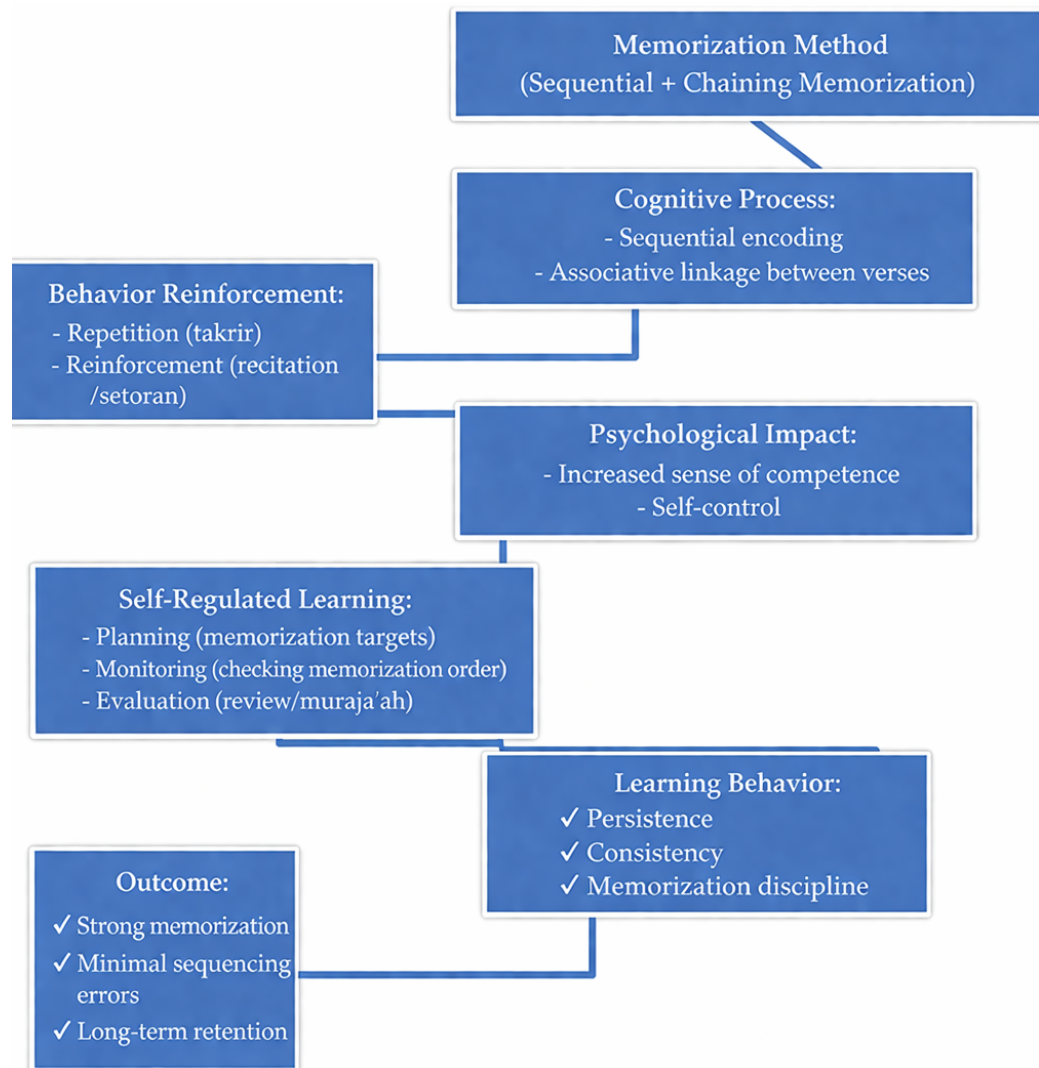 Memorization Method
(Sequential + Chaining Memorization)
Cognitive Process:
- Sequential encoding
- Associative linkage between verses
Behavior Reinforcement:
- Repetition (takrir)
- Reinforcement (recitation
/setoran)
Psychological Impact:
- Increased sense of competence
- Self-control
Self-Regulated Learning:
- Planning (memorization targets)
- Monitoring (checking memorization order)
- Evaluation (review/muraja'ah)
Learning Behavior:
✓ Persistence
✓ Consistency
✓ Memorization discipline
Outcome:
✓ Strong memorization
✓ Minimal sequencing
errors
✓ Long-term retention